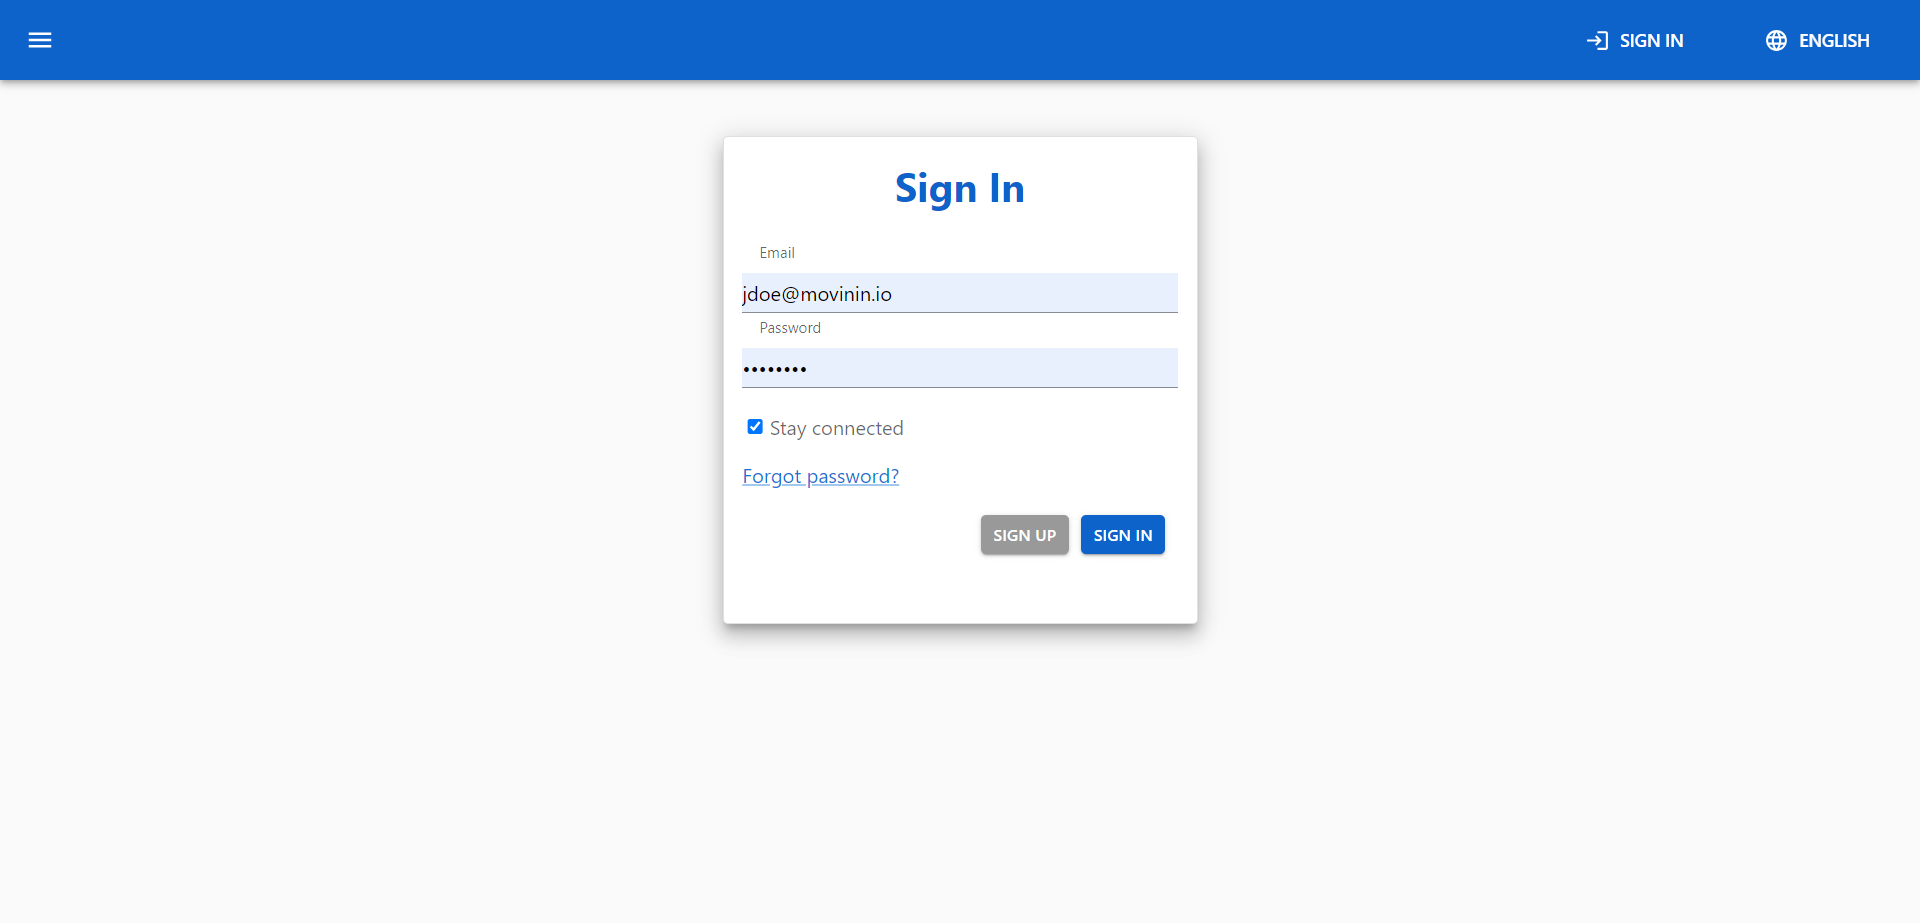 SIGN IN
ENGLISH
Sign In
Email
jdoe@movinin.io
Password
••••••••
Stay connected
Forgot password?
SIGN UP
SIGN IN